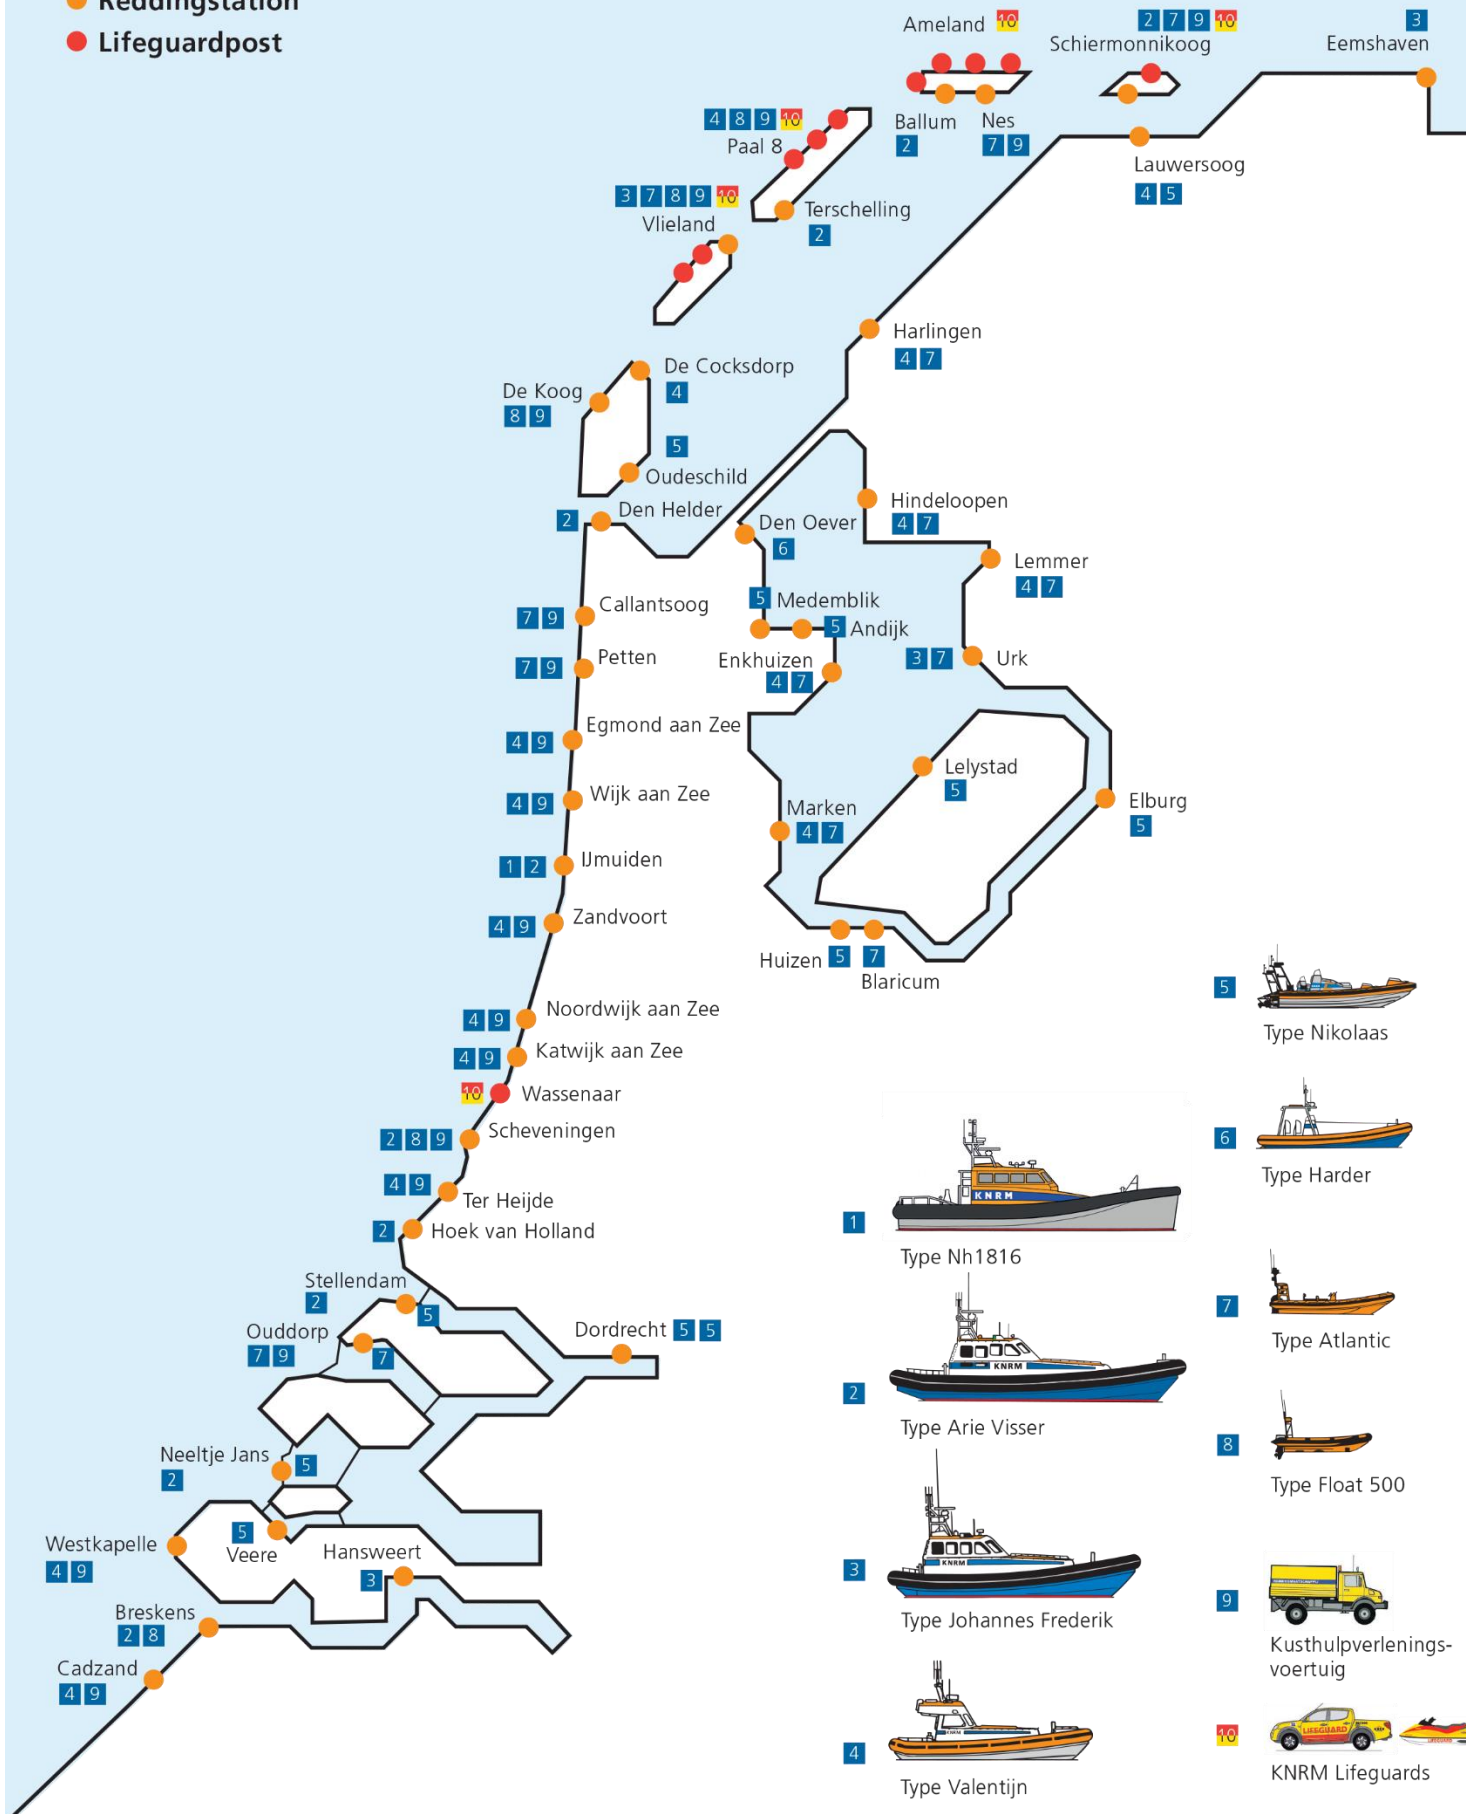 Reddingstation
Lifeguardpost
Ameland 10
2 7 9 10
Schiermonnikoog
3
Eemshaven
Ballum
2
Nes
7 9
4 8 9 10
Paal 8
Lauwersoog
4 5
3 7 8 9 10
Vlieland
Terschelling
2
Harlingen
4 7
De Cocksdorp
4
De Koog
8 9
5
Oudeschild
2 Den Helder
Den Oever
6
Hindeloopen
4 7
Lemmer
4 7
7 9 Callantsoog
5 Medemblik
5 Andijk
7 9 Petten
Enkhuizen
4 7
3 7 Urk
4 9 Egmond aan Zee
Lelystad
5
4 9 Wijk aan Zee
Marken
4 7
Elburg
5
1 2 IJmuiden
4 9 Zandvoort
Huizen 5
7
Blaricum
4 9 Noordwijk aan Zee
4 9 Katwijk aan Zee
10 Wassenaar
2 8 9 Scheveningen
4 9 Ter Heijde
2 Hoek van Holland
Stellendam
2
5
Ouddorp
7 9
7
Dordrecht 5 5
Neeltje Jans
2
5
Westkapelle
4 9
5
Veere
Hansweert
3
Breskens
2 8
Cadzand
4 9
1
KNRM
Type Nh1816
2
KNRM
Type Arie Visser
3
KNRM
Type Johannes Frederik
4
KNRM
Type Valentijn
5
Type Nikolaas
6
Type Harder
7
Type Atlantic
8
Type Float 500
9
Kusthulpverlenings-
voertuig
10
LIFEGUARD
LIFEGUARD
KNRM Lifeguards